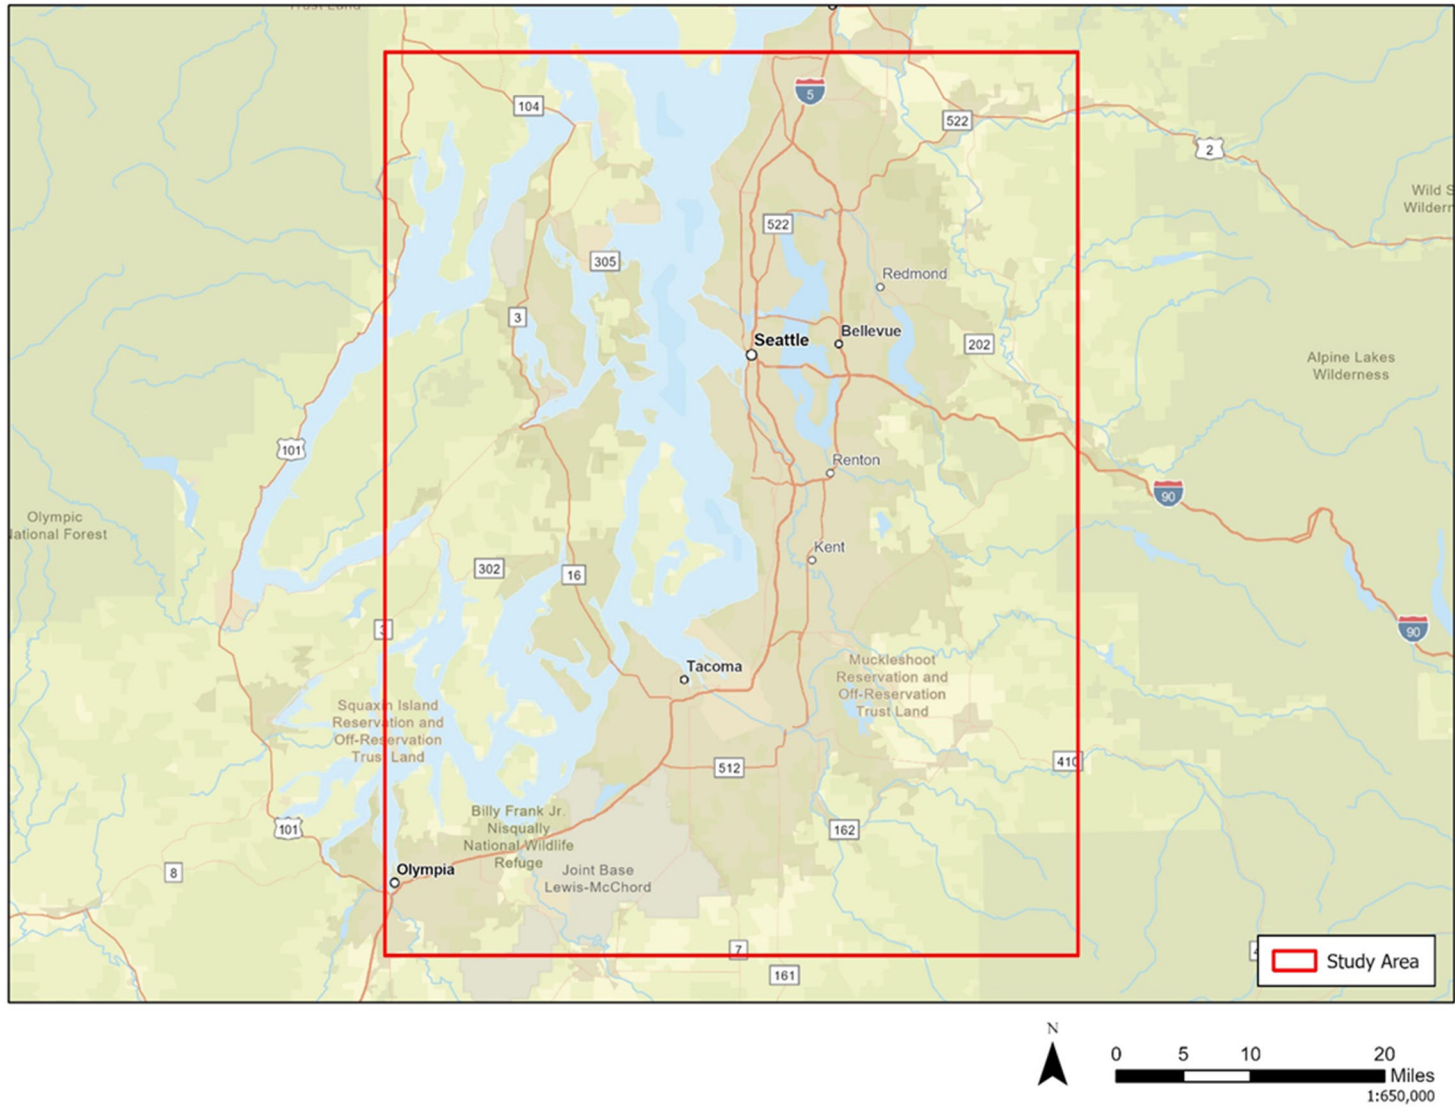 Trust Land
5
104
522
2
Wild S
Wildern
522
305
Redmond
3
Bellevue
Seattle
202
Alpine Lakes
Wilderness
101
Renton
90
Olympic
National Forest
Kent
302
16
3
90
Tacoma
Muckleshoot
Reservation and
Off-Reservation
Trust Land
Squaxin Island
Reservation and
Off-Reservation
Trust Land
410
512
Billy Frank Jr.
Nisqually
National Wildlife
Refuge
101
162
8
Olympia
Joint Base
Lewis-McChord
7
161
4
Study Area
N
0 5 10 20
Miles
1:650,000